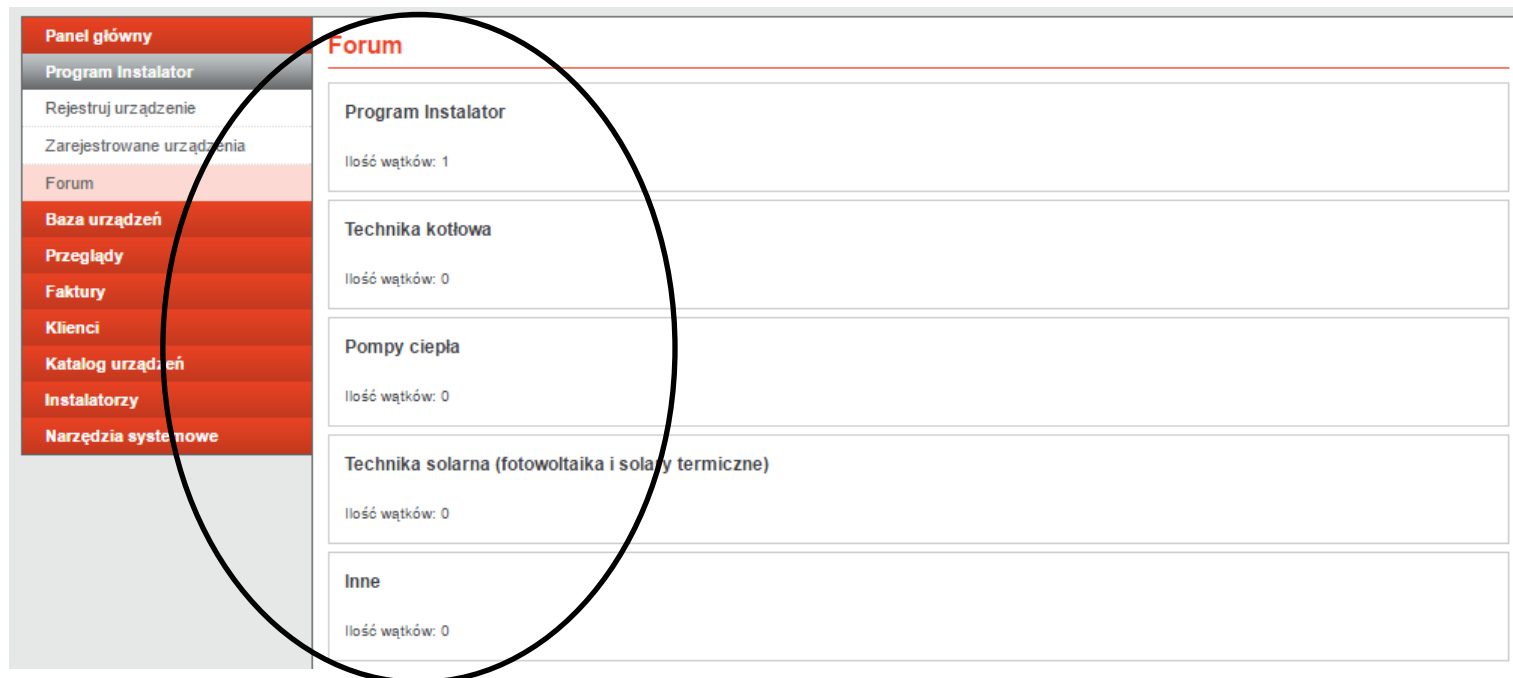 Panel główny
Program Instalator
Rejestruj urządzenie
Zarejestrowane urządzenia
Forum
Baza urządzeń
Przeglądy
Faktury
Klienci
Katalog urządzeń
Instalatorzy
Narzędzia systemowe
Forum
Program Instalator
Ilość wątków: 1
Technika kotłowa
Ilość wątków: 0
Pompy ciepła
Ilość wątków: 0
Technika solarna (fotowoltaika i solary termiczne)
Ilość wątków: 0
Inne
Ilość wątków: 0